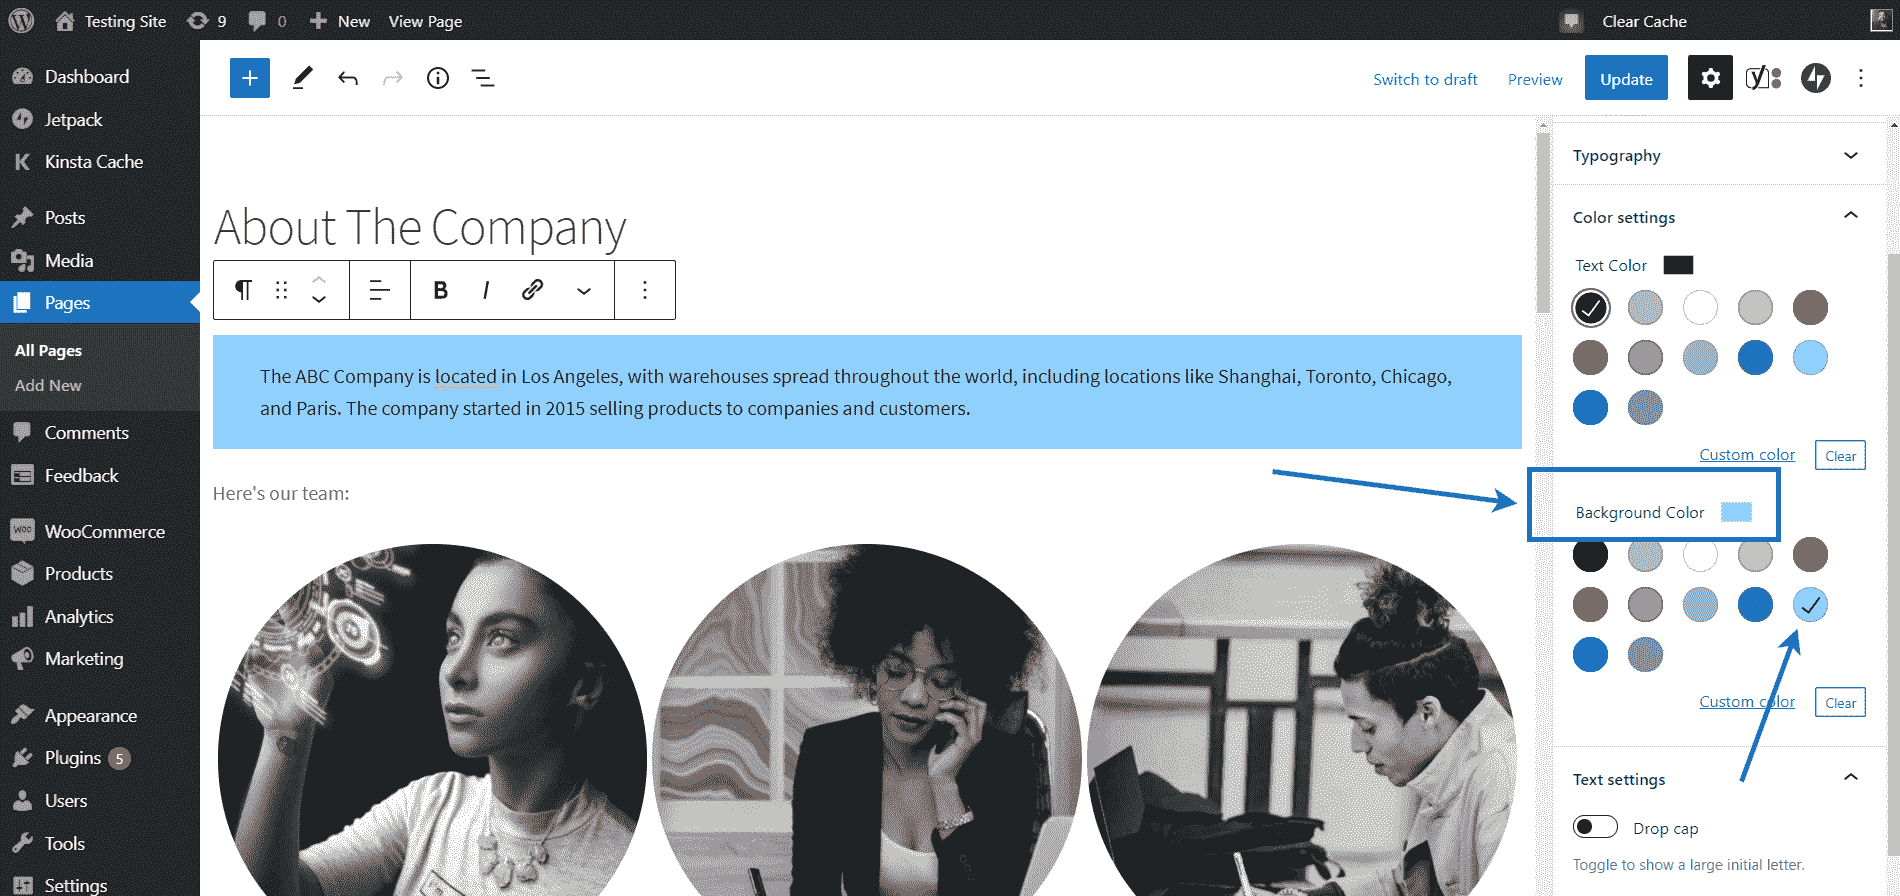 Testing Site 9 0 New View Page Clear Cache
Dashboard
Jetpack
Kinsta Cache
Posts
Media
Pages
All Pages
Add New
Comments
Feedback
WooCommerce
Products
Analytics
Marketing
Appearance
Plugins 5
Users
Tools
Settings
Switch to draft Preview Update
About The Company
B I
The ABC Company is located in Los Angeles, with warehouses spread throughout the world, including locations like Shanghai, Toronto, Chicago,
and Paris. The company started in 2015 selling products to companies and customers.
Here's our team:
Typography
Color settings
Text Color
Custom color Clear
Background Color
Custom color Clear
Text settings
Drop cap
Toggle to show a large initial letter.